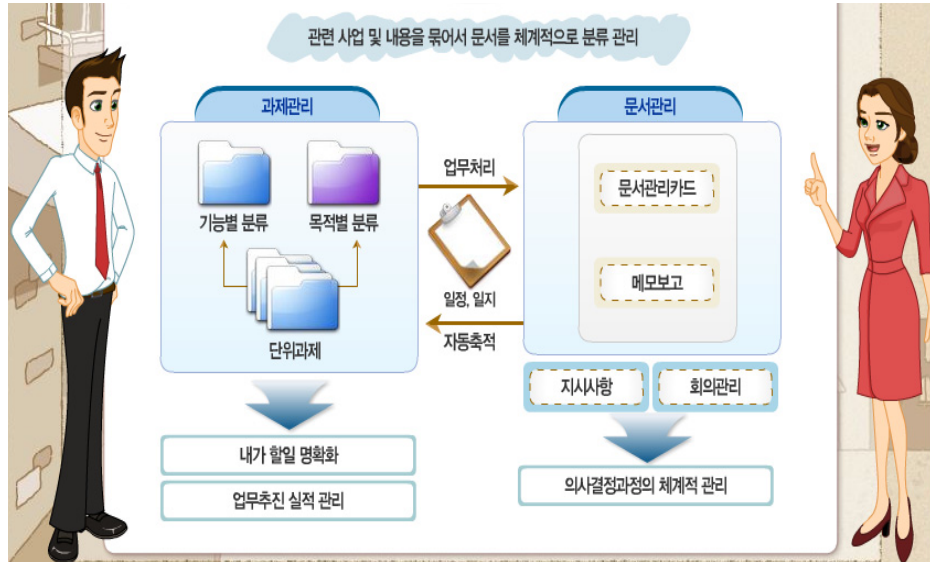 관련 사업 및 내용을 묶어서 문서를 체계적으로 분류 관리
과제관리
기능별 분류
목적별 분류
단위과제
업무처리
일정, 일지
자동축적
문서관리
문서관리카드
메모보고
지시사항
회의관리
내가 할일 명확화
업무추진 실적 관리
의사결정과정의 체계적 관리